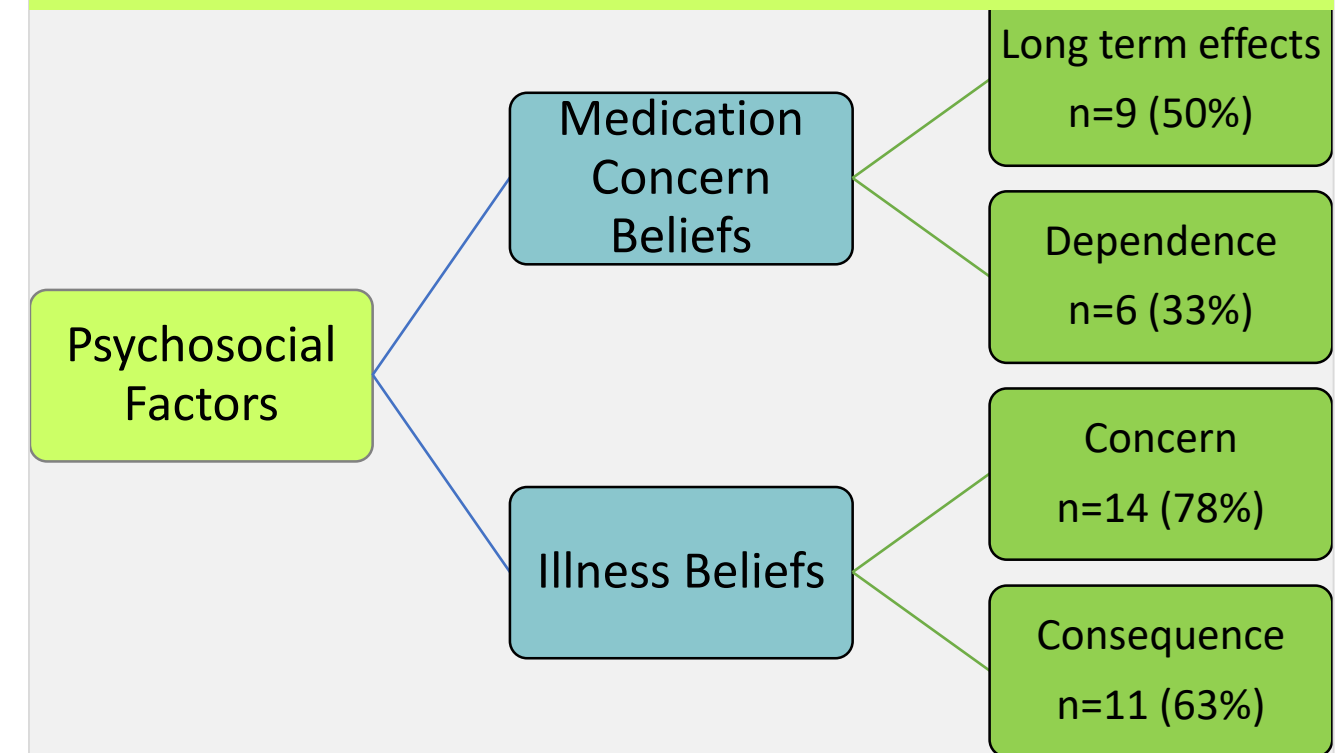 Psychosocial
Factors
Medication
Concern
Beliefs
Illness Beliefs
Long term effects
n=9 (50%)
Dependence
n=6 (33%)
Concern
n=14 (78%)
Consequence
n=11 (63%)